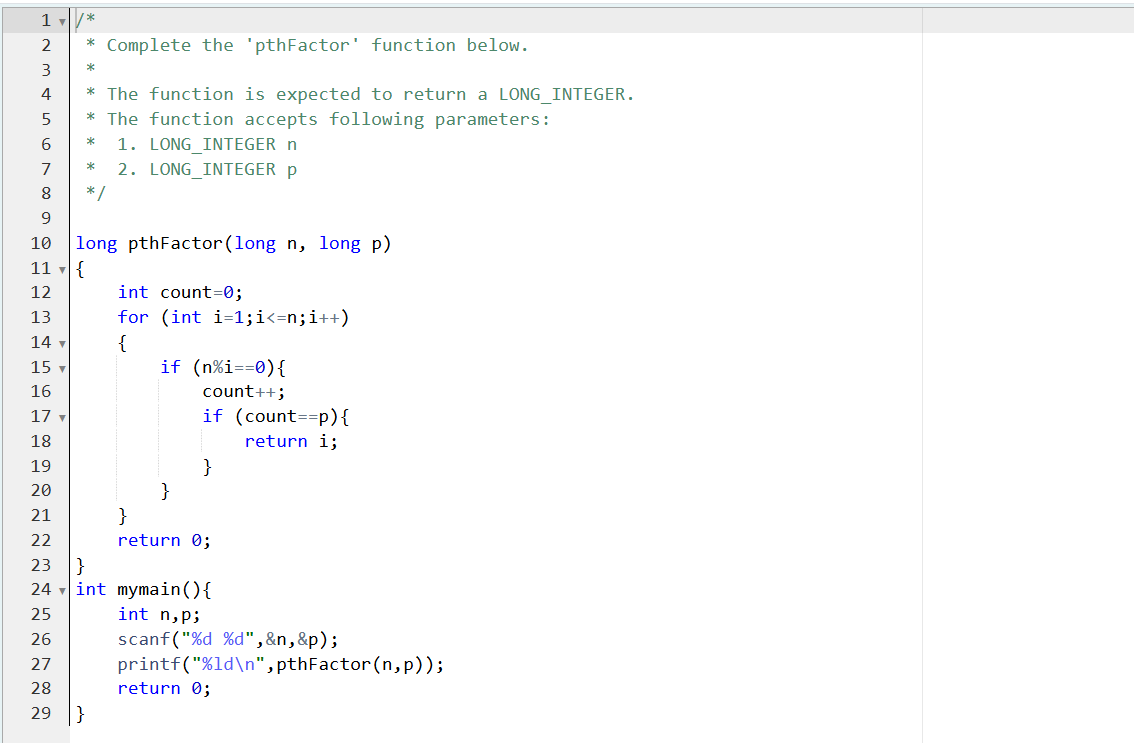 1 /*
2  * Complete the 'pthFactor' function below.
3  *
4  * The function is expected to return a LONG_INTEGER.
5  * The function accepts following parameters:
6  *  1. LONG_INTEGER n
7  *  2. LONG_INTEGER p
8  */
9
10 long pthFactor(long n, long p)
11 {
12     int count=0;
13     for (int i=1;i<=n;i++)
14     {
15         if (n%i==0){
16             count++;
17             if (count==p){
18                 return i;
19             }
20         }
21     }
22     return 0;
23 }
24 int mymain(){
25     int n,p;
26     scanf("%d %d",&n,&p);
27     printf("%ld\n",pthFactor(n,p));
28     return 0;
29 }